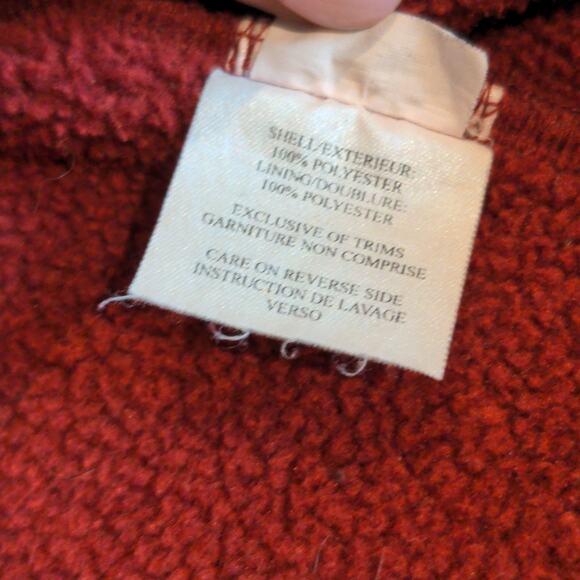 SHELL/EXTERIEUR:
100% POLYESTER
LINING/DOUBLURE:
100% POLYESTER
EXCLUSIVE OF TRIMS
GARNITURE NON COMPRISE
CARE ON REVERSE SIDE
INSTRUCTION DE LAVAGE
VERSO